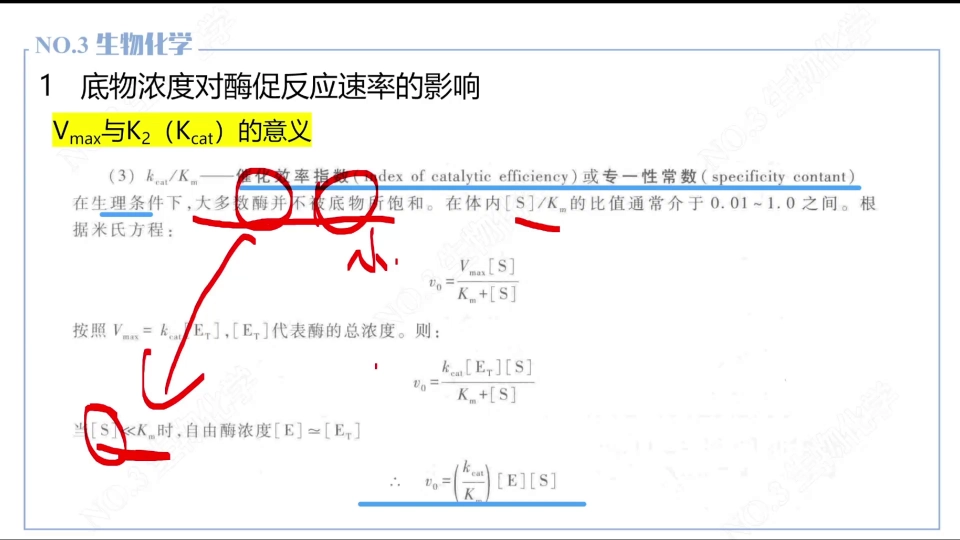 NO.3 生物化学
1 底物浓度对酶促反应速率的影响
Vmax与K₂（Kcat）的意义
(3) kcat/Km——催化效率指数(index of catalytic efficiency)或专一性常数(specificity contant)
在生理条件下,大多数酶并不被底物所饱和。在体内[S]/Km的比值通常介于0.01~1.0之间。根
据米氏方程:
v₀=Vmax[S]/(Km+[S])
按照 Vmax = kcat[ET],[ET]代表酶的总浓度。则:
v₀=kcat[ET][S]/(Km+[S])
当[S]≪Km时,自由酶浓度[E]≃[ET]
∴ v₀=(kcat/Km)[E][S]